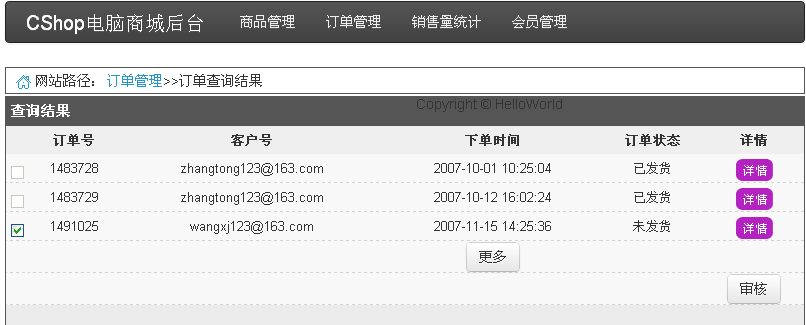 CShop电脑商城后台 商品管理 订单管理 销售量统计 会员管理
网站路径： 订单管理>>订单查询结果
查询结果 Copyright © HelloWorld
订单号 客户号 下单时间 订单状态 详情
1483728 zhangtong123@163.com 2007-10-01 10:25:04 已发货 详情
1483729 zhangtong123@163.com 2007-10-12 16:02:24 已发货 详情
1491025 wangxj123@163.com 2007-11-15 14:25:36 未发货 详情
更多
审核